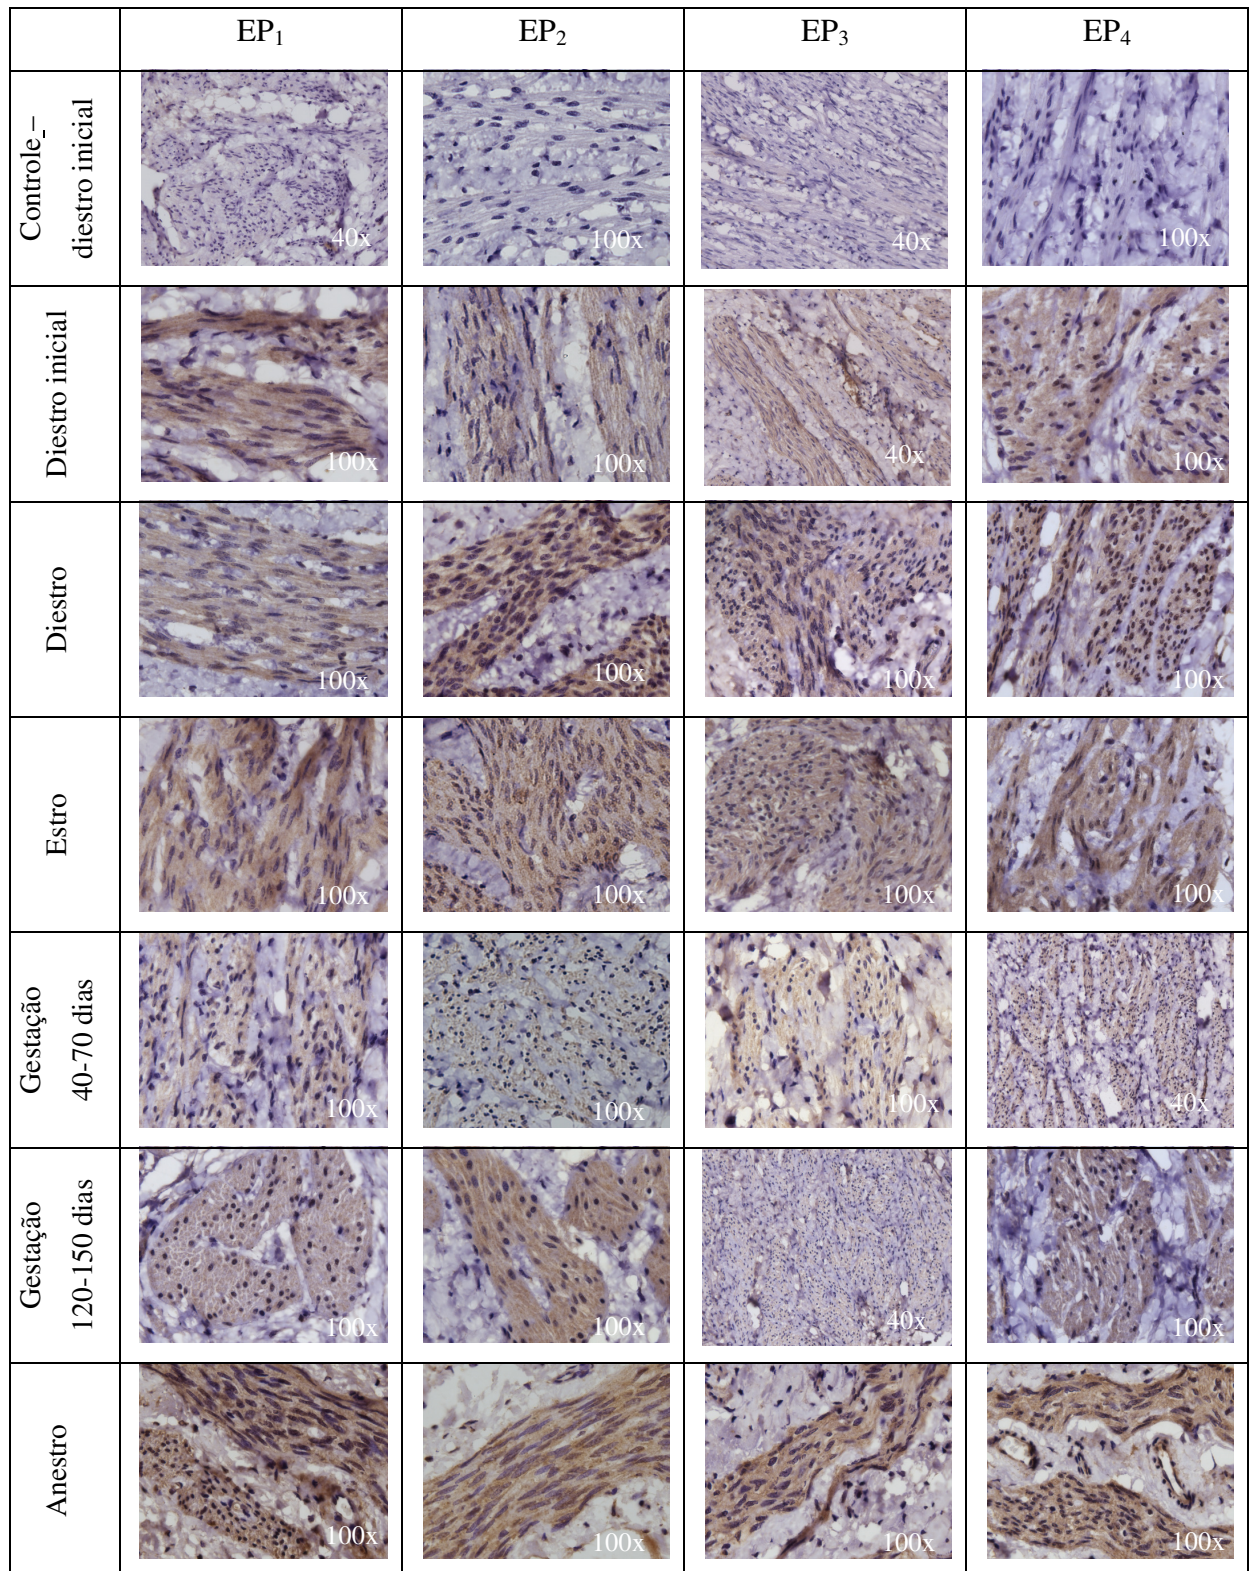 EP₁ EP₂ EP₃ EP₄
Controle –
diestro inicial
40x 100x 40x 100x
Diestro inicial
100x 100x 40x 100x
Diestro
100x 100x 100x 100x
Estro
100x 100x 100x 100x
Gestação
40-70 dias
100x 100x 100x 40x
Gestação
120-150 dias
100x 100x 40x 100x
Anestro
100x 100x 100x 100x